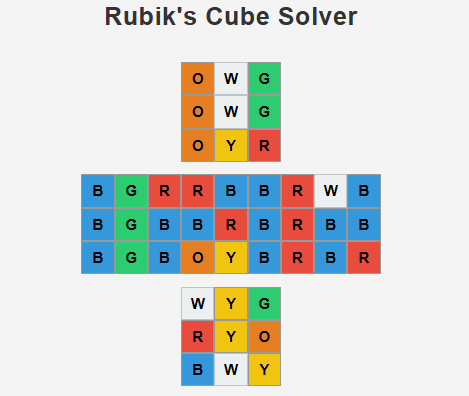 Rubik's Cube Solver
O W G
O W G
O Y R
B G R R B B R W B
B G B B R B R B B
B G B O Y B R B R
W Y G
R Y O
B W Y